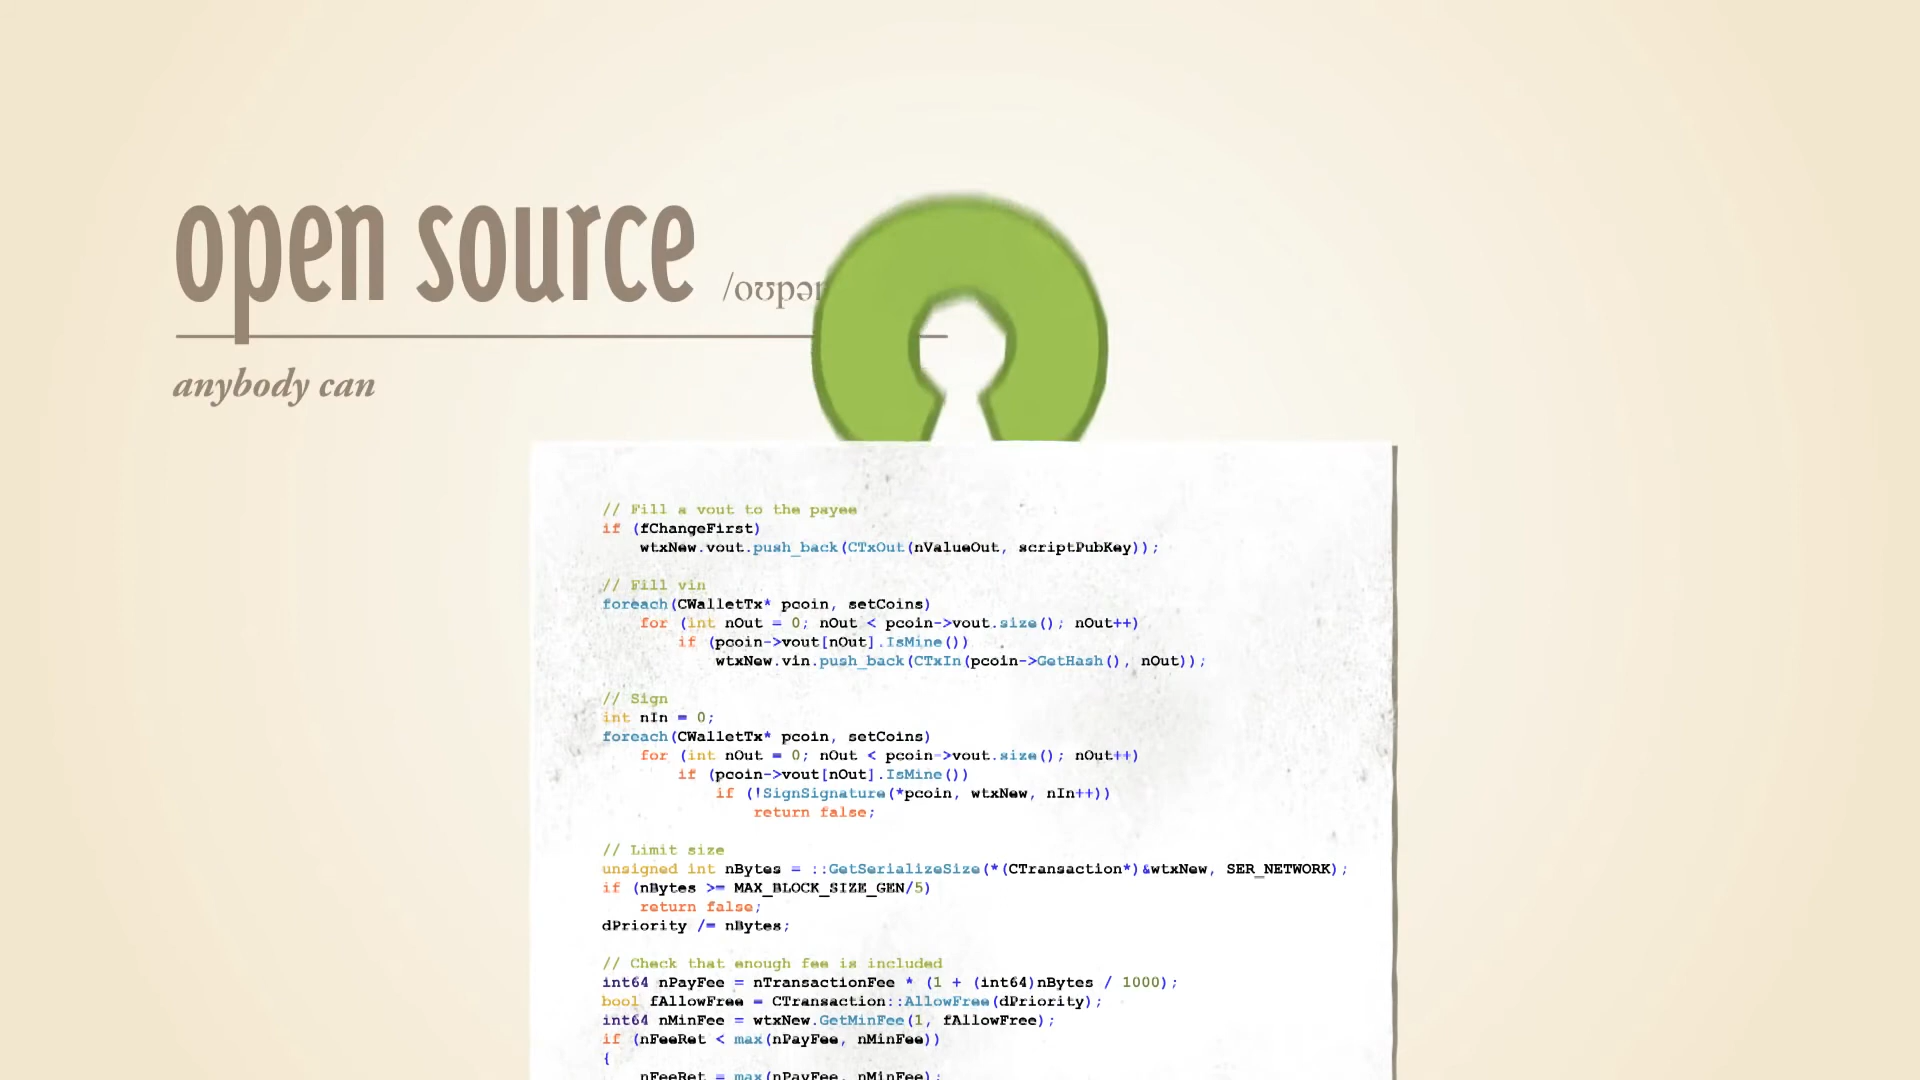 open source /oʊpən
anybody can
// Fill a vout to the payee
if (fChangeFirst)
wtxNew.vout.push_back(CTxOut(nValueOut, scriptPubKey));
// Fill vin
foreach(CWalletTx* pcoin, setCoins)
for (int nOut = 0; nOut < pcoin->vout.size(); nOut++)
if (pcoin->vout[nOut].IsMine())
wtxNew.vin.push_back(CTxIn(pcoin->GetHash(), nOut));
// Sign
int nIn = 0;
foreach(CWalletTx* pcoin, setCoins)
for (int nOut = 0; nOut < pcoin->vout.size(); nOut++)
if (pcoin->vout[nOut].IsMine())
if (!SignSignature(*pcoin, wtxNew, nIn++))
return false;
// Limit size
unsigned int nBytes = ::GetSerializeSize(*(CTransaction*)&wtxNew, SER_NETWORK);
if (nBytes >= MAX_BLOCK_SIZE_GEN/5)
return false;
dPriority /= nBytes;
// Check that enough fee is included
int64 nPayFee = nTransactionFee * (1 + (int64)nBytes / 1000);
bool fAllowFree = CTransaction::AllowFree(dPriority);
int64 nMinFee = wtxNew.GetMinFee(1, fAllowFree);
if (nFeeRet < max(nPayFee, nMinFee))
{
nFeeRet = max(nPayFee, nMinFee);